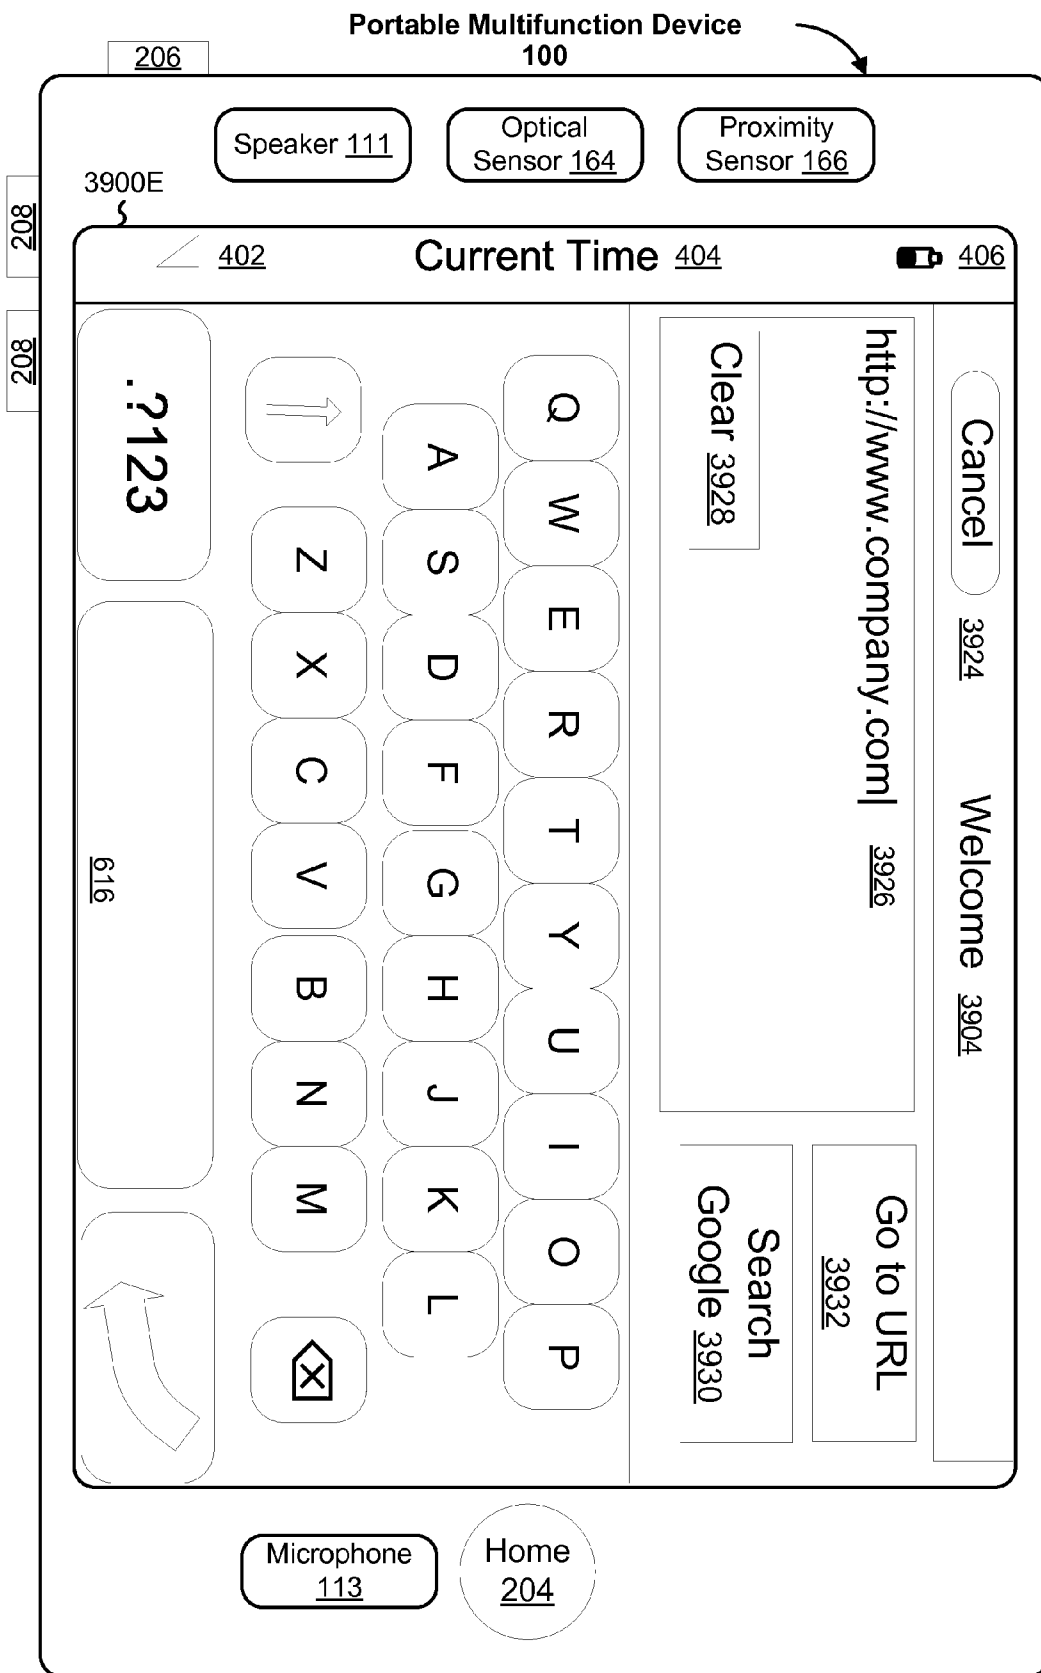 Portable Multifunction Device
100
206
Speaker 111
Optical
Sensor 164
Proximity
Sensor 166
3900E
208
208
402
Current Time 404
406
Cancel 3924
Welcome 3904
http://www.company.com| 3926
Clear 3928
Go to URL
3932
Search
Google 3930
Q W E R T Y U I O P
A S D F G H J K L
Z X C V B N M
.?123
616
Microphone
113
Home
204